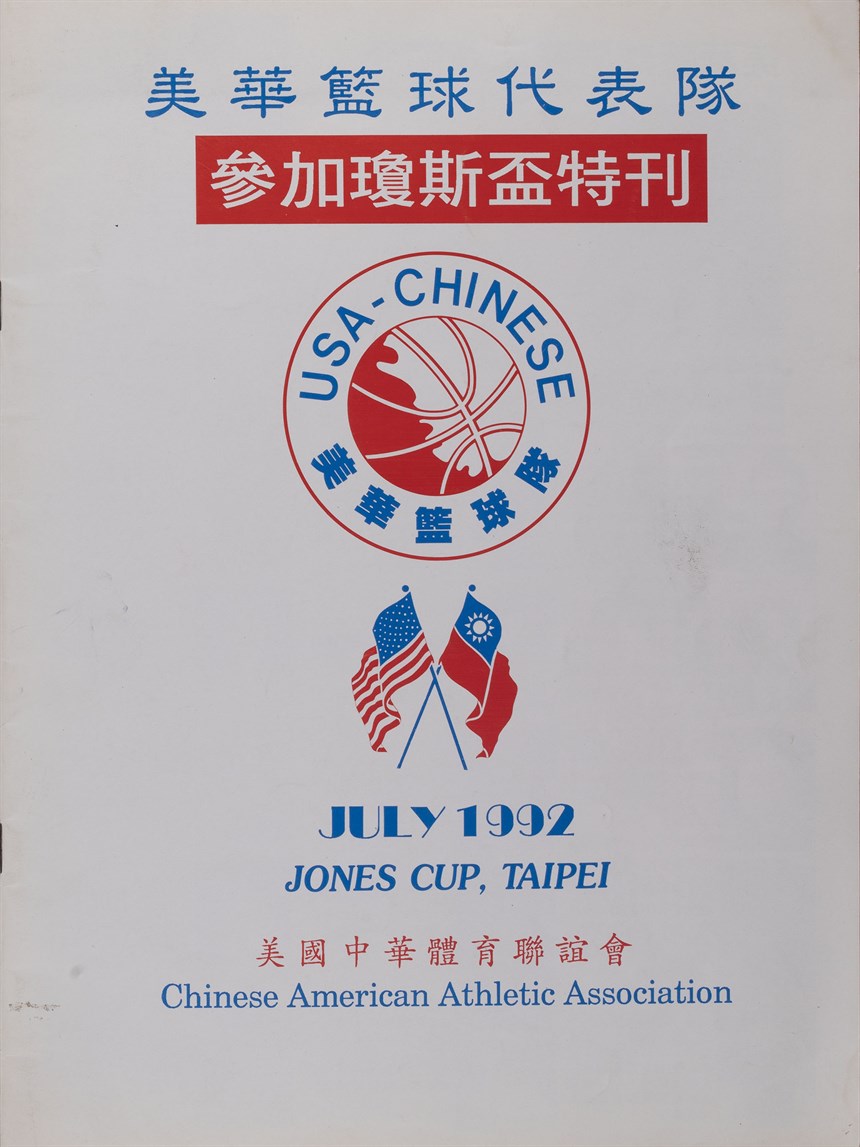 美華籃球代表隊
參加瓊斯盃特刊
USA-CHINESE
美華籃球隊
JULY 1992
JONES CUP, TAIPEI
美國中華體育聯誼會
Chinese American Athletic Association